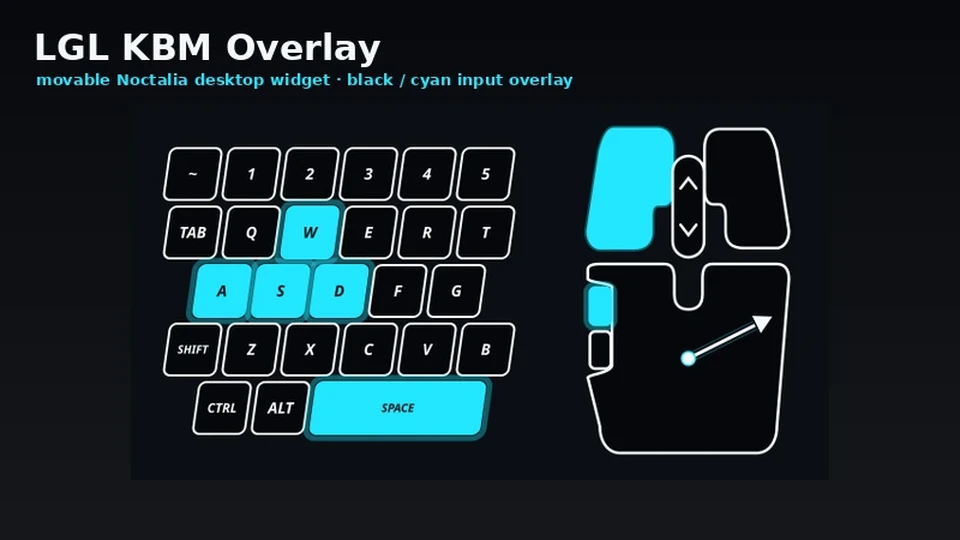 LGL KBM Overlay
movable Noctalia desktop widget · black / cyan input overlay
~ 1 2 3 4 5
TAB Q W E R T
A S D F G
SHIFT Z X C V B
CTRL ALT SPACE